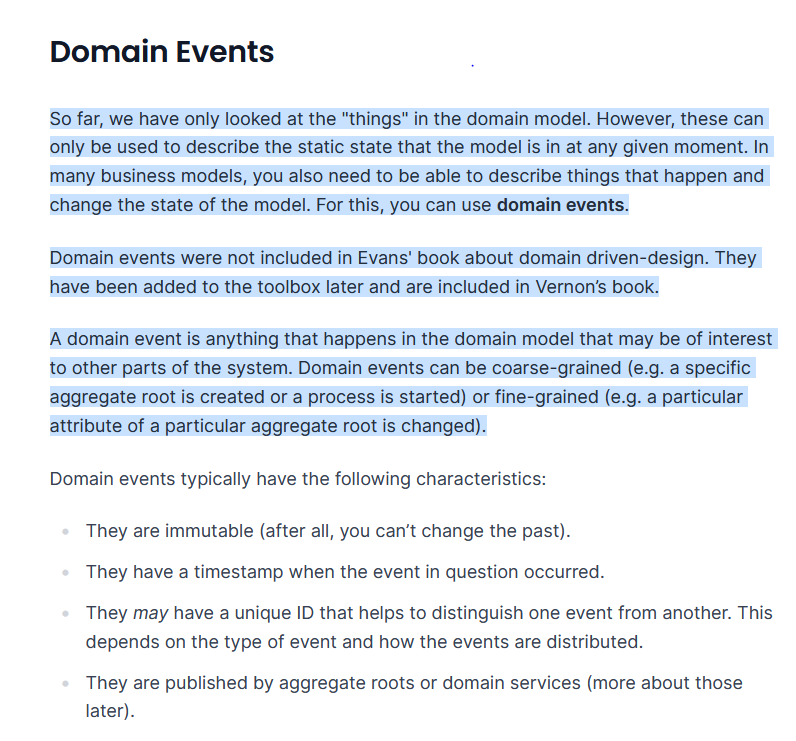 Domain Events
So far, we have only looked at the "things" in the domain model. However, these can
only be used to describe the static state that the model is in at any given moment. In
many business models, you also need to be able to describe things that happen and
change the state of the model. For this, you can use domain events.
Domain events were not included in Evans' book about domain driven-design. They
have been added to the toolbox later and are included in Vernon’s book.
A domain event is anything that happens in the domain model that may be of interest
to other parts of the system. Domain events can be coarse-grained (e.g. a specific
aggregate root is created or a process is started) or fine-grained (e.g. a particular
attribute of a particular aggregate root is changed).
Domain events typically have the following characteristics:
• They are immutable (after all, you can’t change the past).
• They have a timestamp when the event in question occurred.
• They may have a unique ID that helps to distinguish one event from another. This
depends on the type of event and how the events are distributed.
• They are published by aggregate roots or domain services (more about those
later).